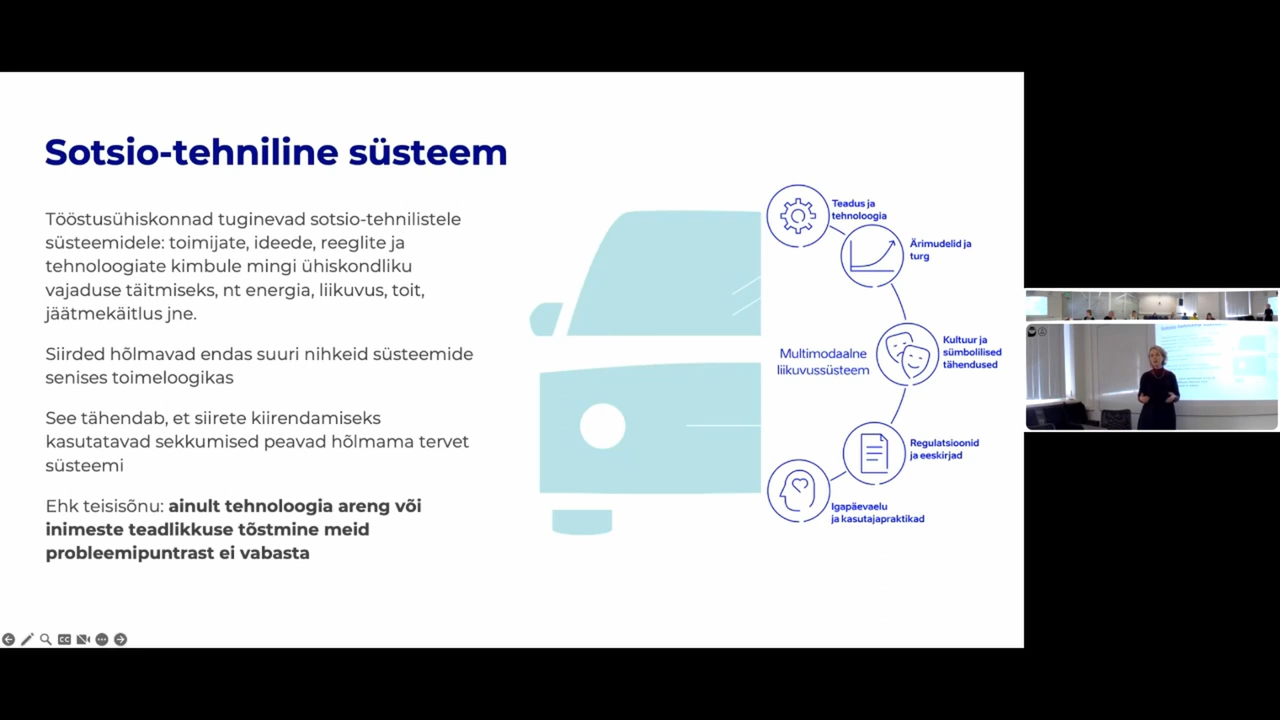 Sotsio-tehniline süsteem
Tööstusühiskonnad tuginevad sotsio-tehnilistele
süsteemidele: toimijate, ideede, reeglite ja
tehnoloogiate kimbule mingi ühiskondliku
vajaduse täitmiseks, nt energia, liikuvus, toit,
jäätmekäitlus jne.
Siirded hõlmavad endas suuri nihkeid süsteemide
senises toimeloogikas
See tähendab, et siirete kiirendamiseks
kasutatavad sekkumised peavad hõlmama tervet
süsteemi
Ehk teisisõnu: ainult tehnoloogia areng või
inimeste teadlikkuse tõstmine meid
probleemipuntrast ei vabasta
Teadus ja
tehnoloogia
Ärimudelid ja
turg
Multimodaalne
liikuvussüsteem
Kultuur ja
sümbolilised
tähendused
Regulatsioonid
ja eeskirjad
Igapäevaelu
ja kasutajapraktikad
CC